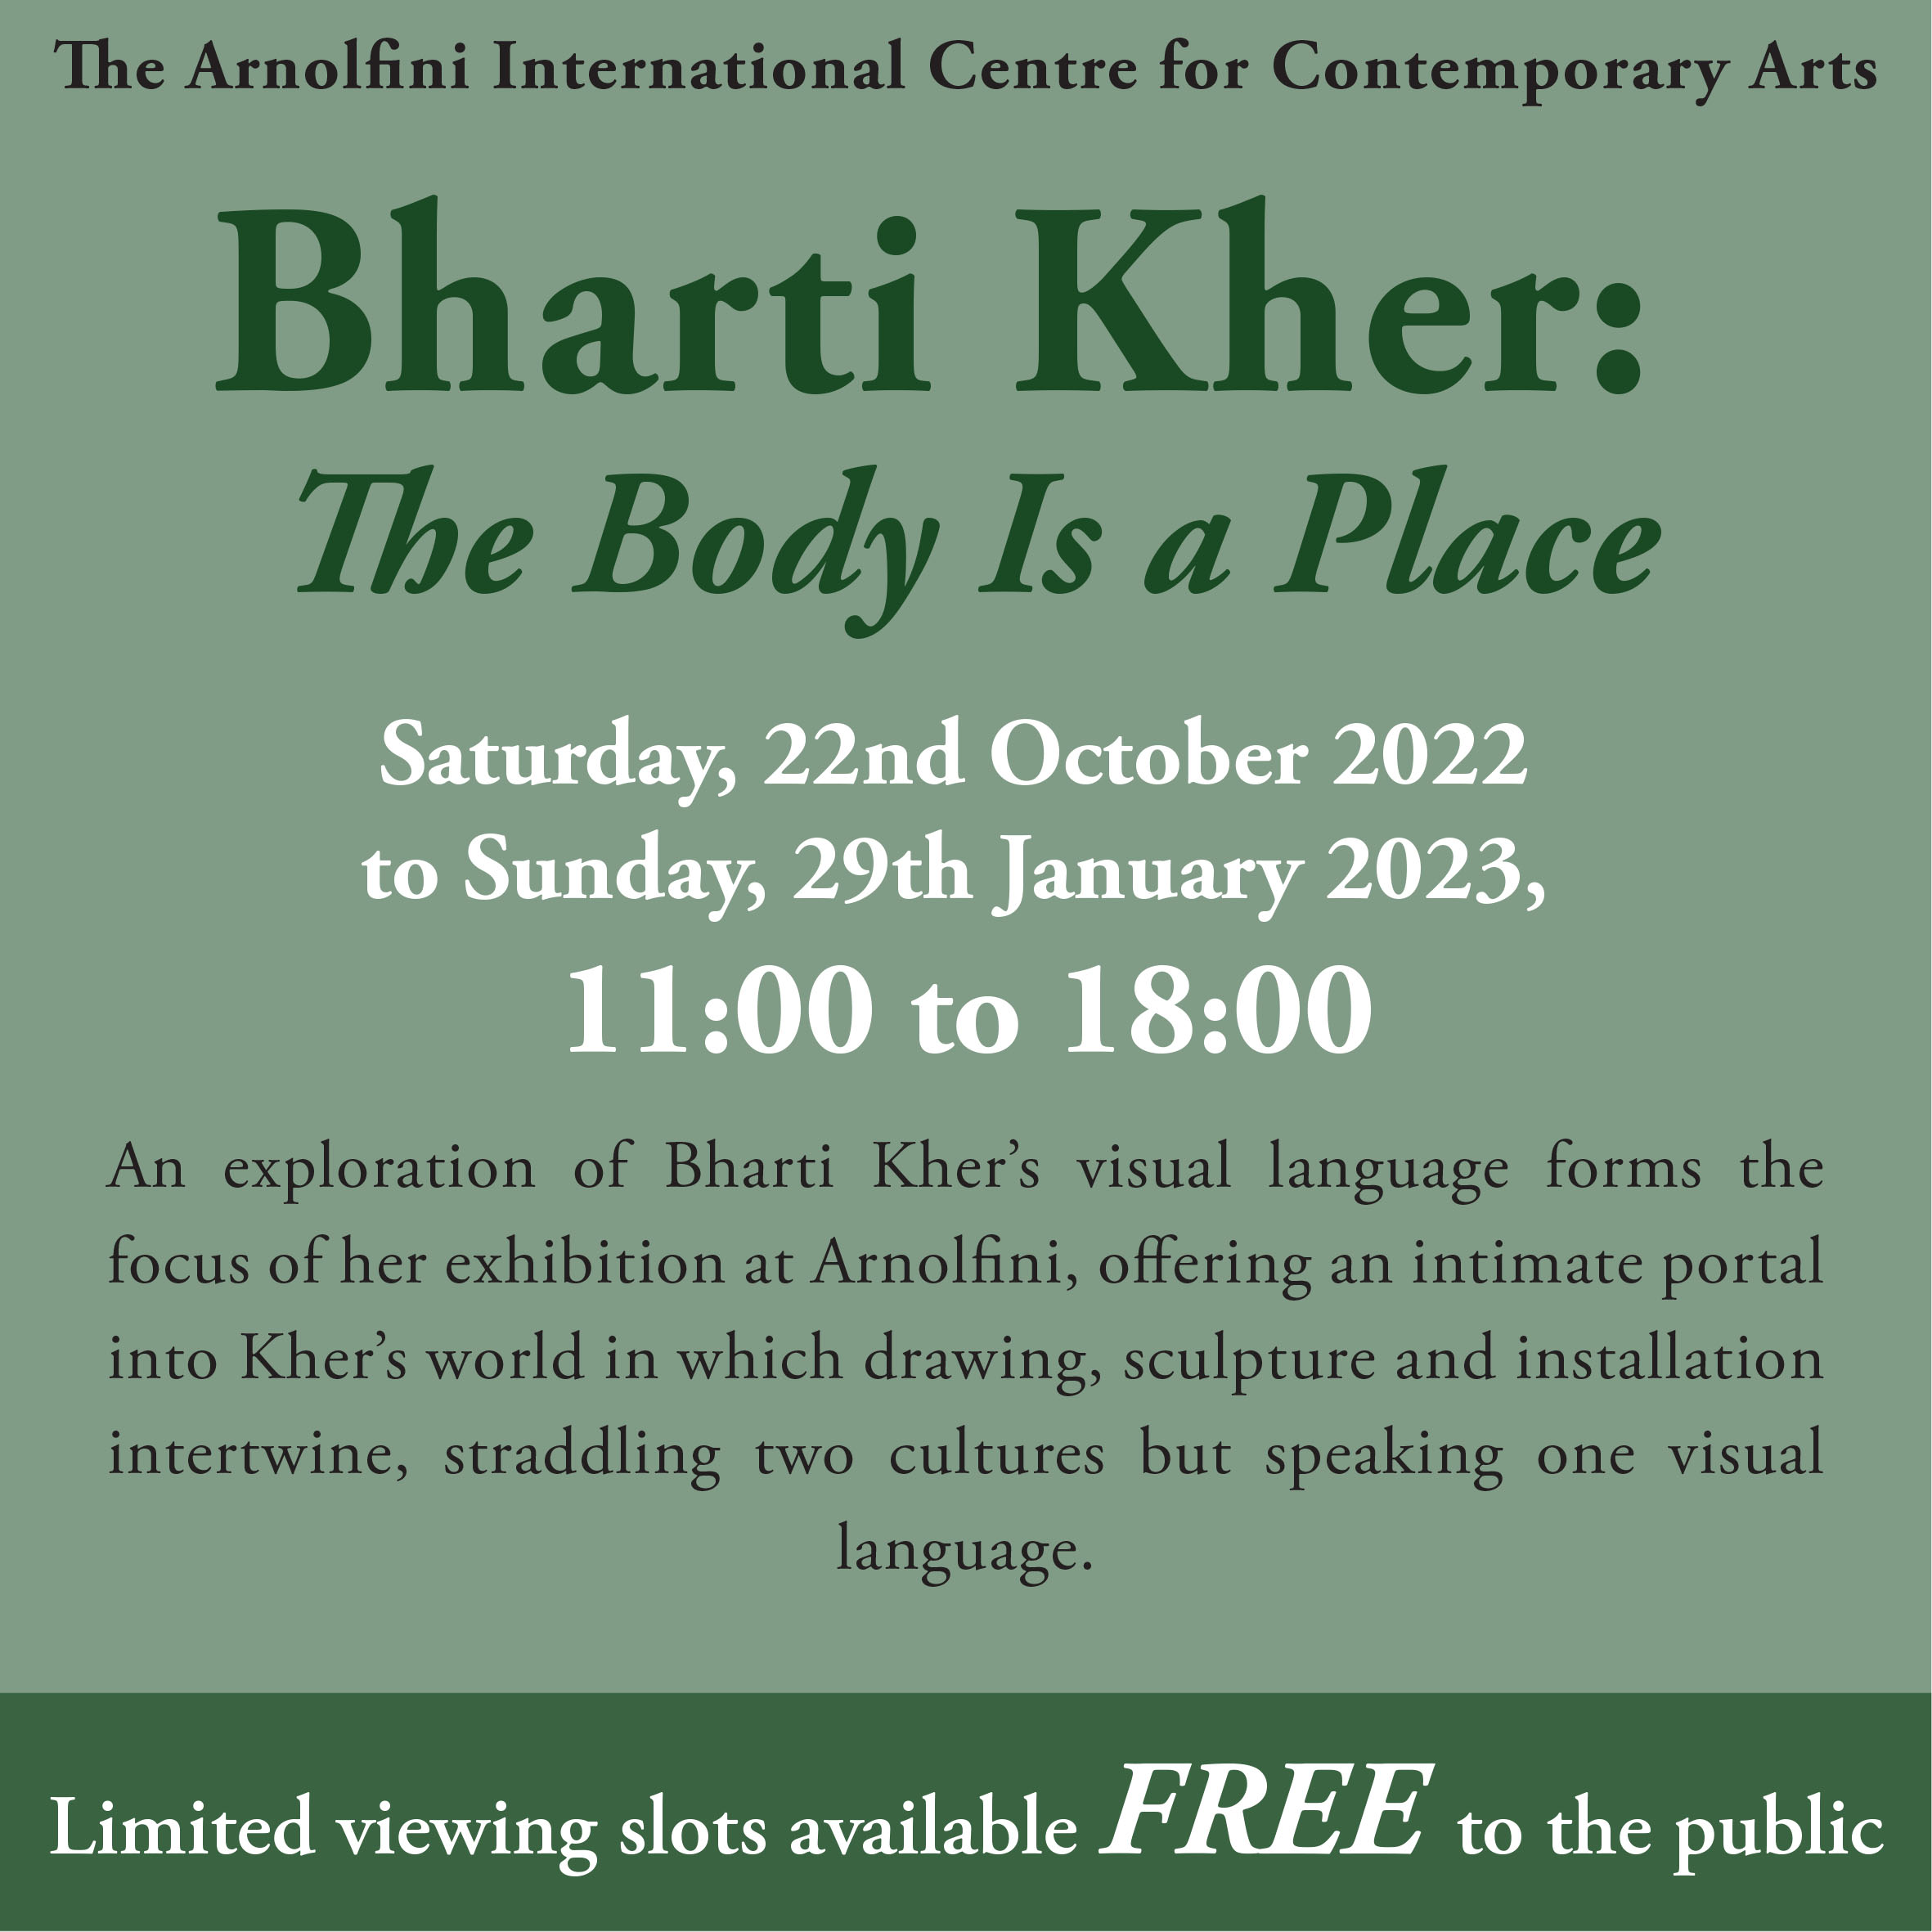 The Arnolfini International Centre for Contemporary Arts
Bharti Kher:
The Body Is a Place
Saturday, 22nd October 2022
to Sunday, 29th January 2023,
11:00 to 18:00
An exploration of Bharti Kher’s visual language forms the
focus of her exhibition at Arnolfini, offering an intimate portal
into Kher’s world in which drawing, sculpture and installation
intertwine, straddling two cultures but speaking one visual
language.
Limited viewing slots available FREE to the public